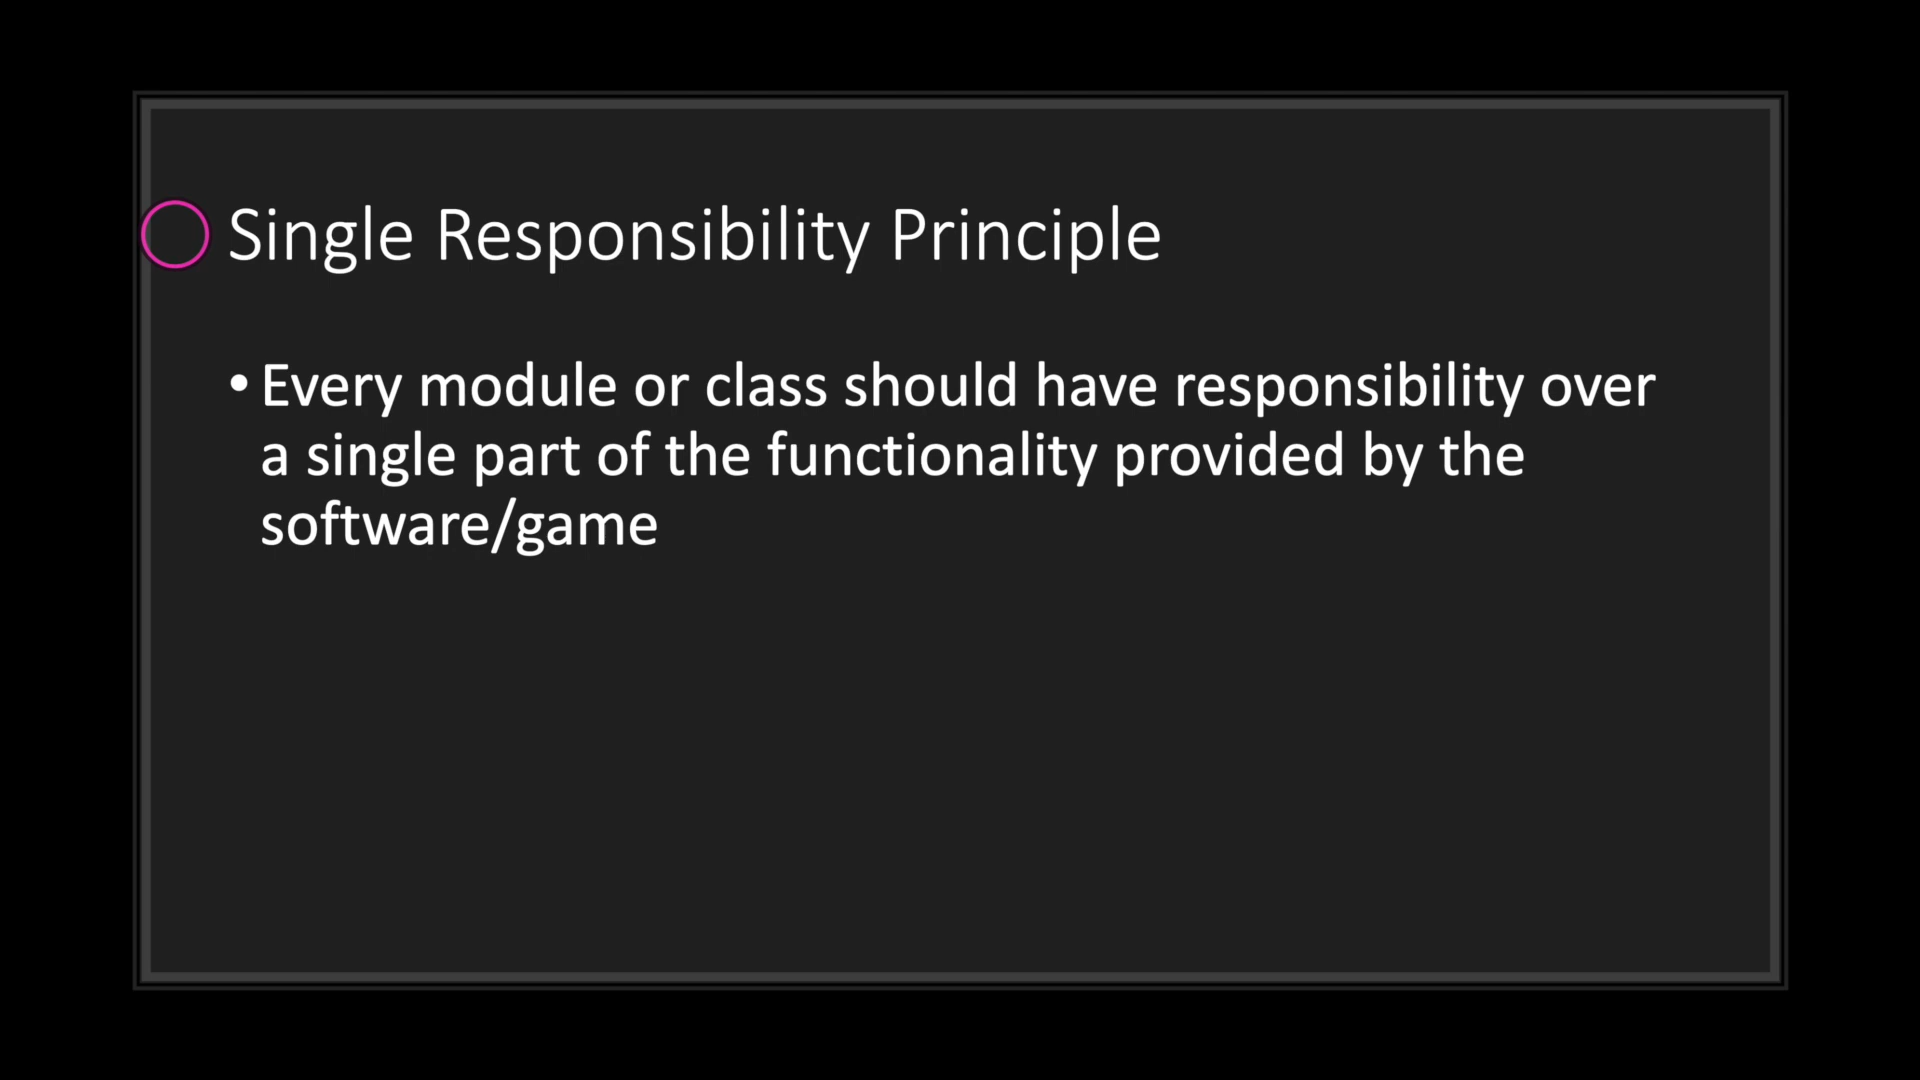 Single Responsibility Principle
• Every module or class should have responsibility over
a single part of the functionality provided by the
software/game